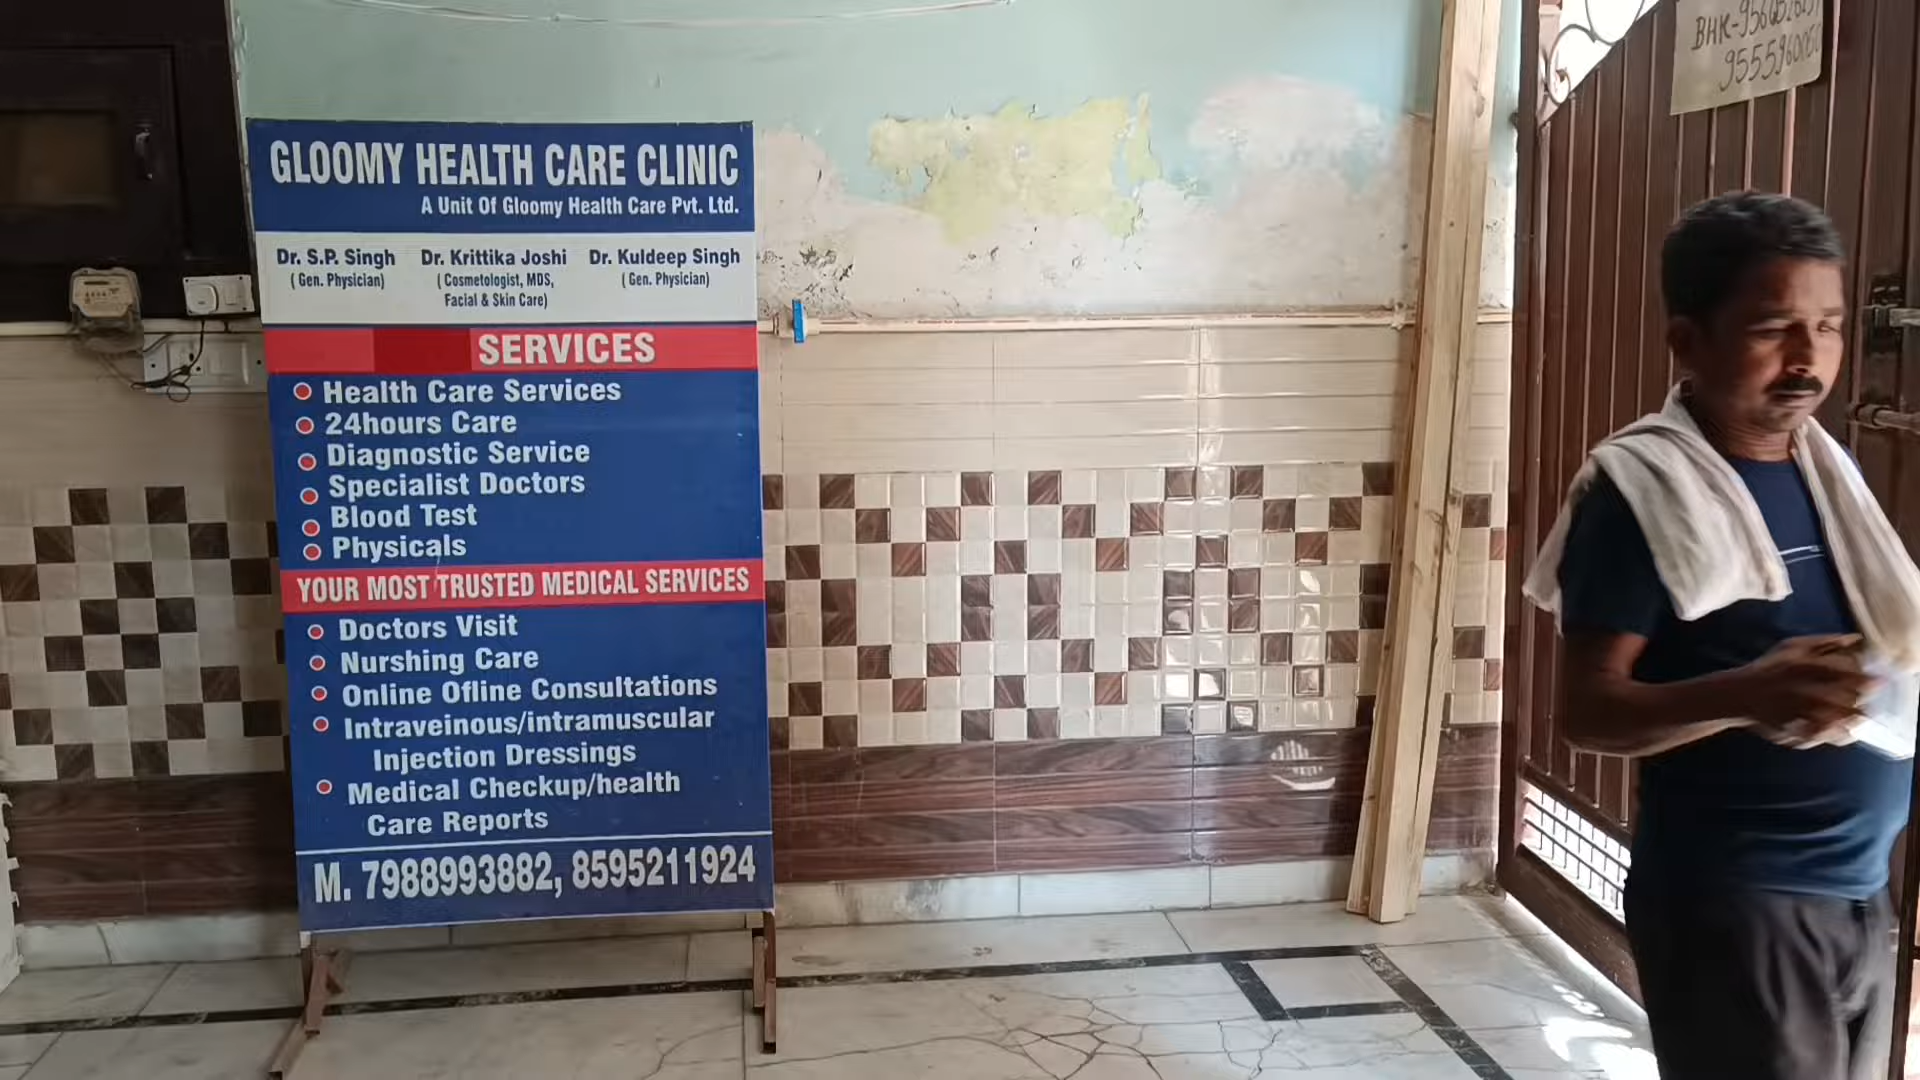 GLOOMY HEALTH CARE CLINIC
A Unit Of Gloomy Health Care Pvt. Ltd.
Dr. S.P. Singh
( Gen. Physician)
Dr. Krittika Joshi
( Cosmetologist, MDS,
Facial & Skin Care)
Dr. Kuldeep Singh
( Gen. Physician)
SERVICES
Health Care Services
24hours Care
Diagnostic Service
Specialist Doctors
Blood Test
Physicals
YOUR MOST TRUSTED MEDICAL SERVICES
Doctors Visit
Nurshing Care
Online Ofline Consultations
Intraveinous/intramuscular
Injection Dressings
Medical Checkup/health
Care Reports
M. 7988993882, 8595211924
BHK-